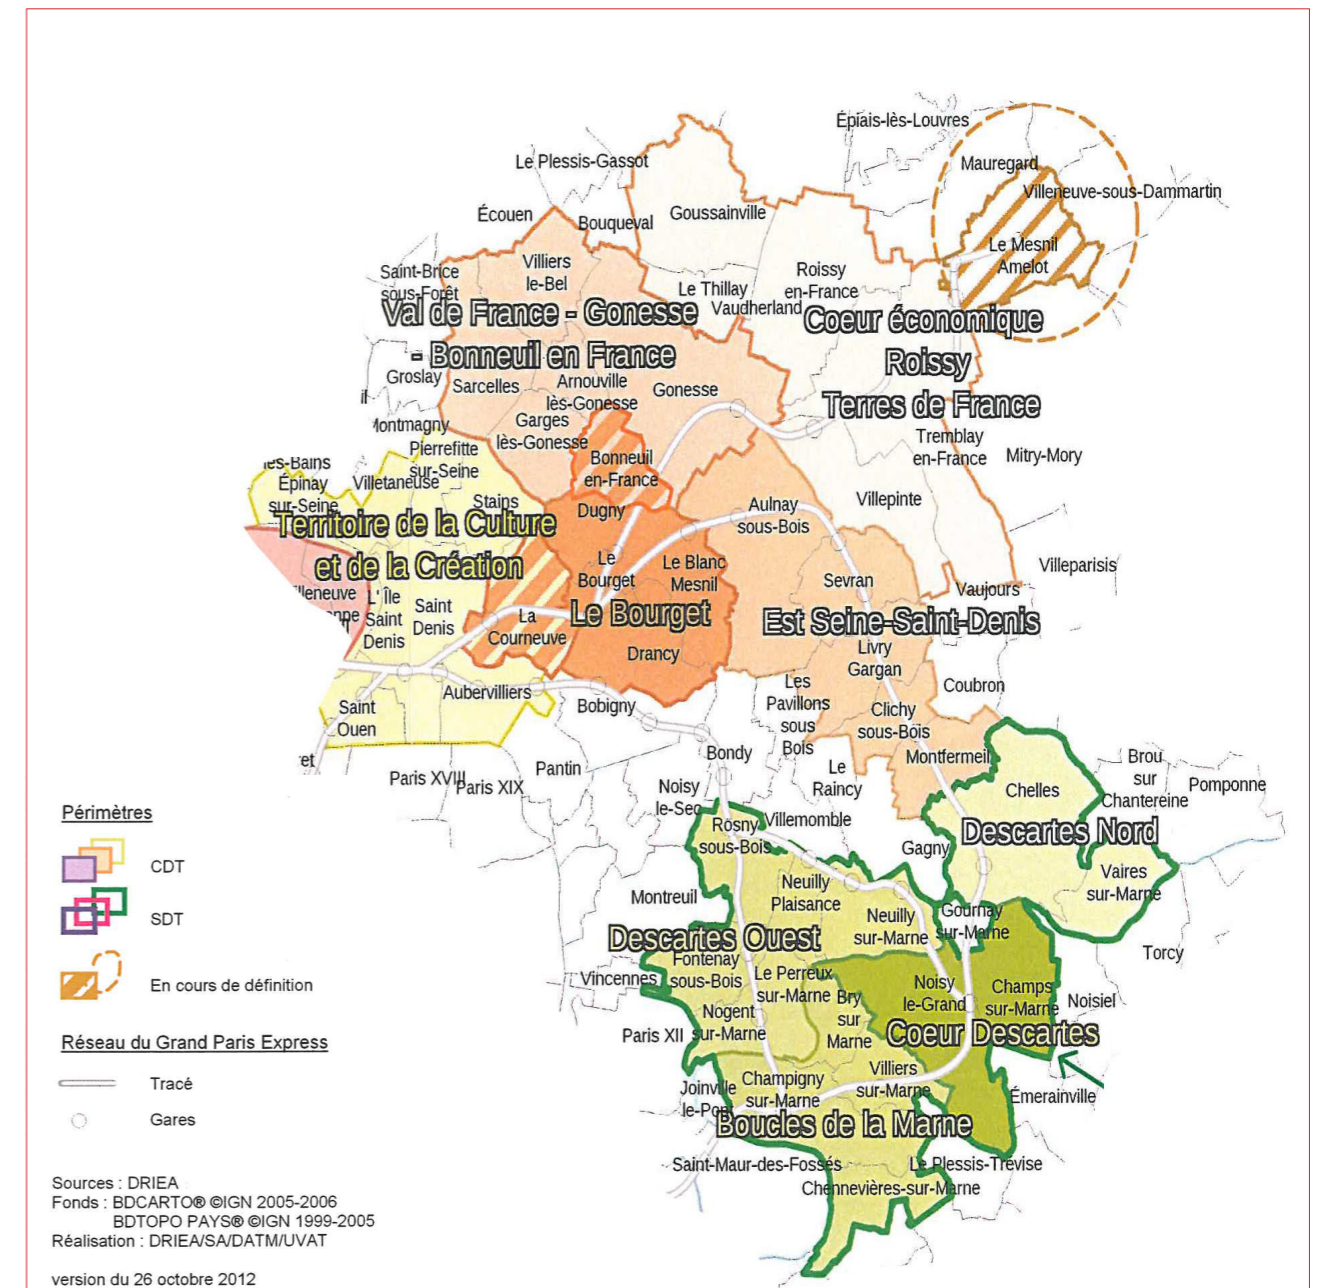 Épiais-lès-Louvres
Mauregard
Le Plessis-Gassot
Villeneuve-sous-Dammartin
Écouen
Bouqueval
Goussainville
Le Mesnil
Amelot
Saint-Brice
sous-Forêt
Villiers
le-Bel
Roissy
en-France
Le Thillay
Vaudherland
Val de France - Gonesse
- Bonneuil en France
Coeur économique
Roissy
Terres de France
Groslay
Sarcelles
Arnouville
lès-Gonesse
Gonesse
Garges
lès-Gonesse
Montmagny
Pierrefitte
sur-Seine
Tremblay
en-France
Mitry-Mory
Bonneuil
en-France
les-Bains
Épinay
sur-Seine
Villetaneuse
Stains
Villepinte
Dugny
Aulnay
sous-Bois
Territoire de la Culture
et de la Création
Le
Bourget
Le Blanc
Mesnil
Sevran
Villeparisis
Vaujours
lleneuve
L' Île
Saint
Denis
Saint
Denis
La
Courneuve
Le Bourget
Est Seine-Saint-Denis
Drancy
Livry
Gargan
Coubron
Aubervilliers
Bobigny
Les
Pavillons
sous
Bois
Clichy
sous-Bois
Saint
Ouen
Bondy
Montfermeil
ret
Paris XVIII
Paris XIX
Pantin
Noisy
le-Sec
Le
Raincy
Chelles
Brou
sur
Chantereine
Pomponne
Rosny
sous-Bois
Villemomble
Descartes Nord
Gagny
Vaires
sur-Marne
Montreuil
Neuilly
Plaisance
Neuilly
sur-Marne
Gournay
sur-Marne
Descartes Ouest
Torcy
Vincennes
Fontenay
sous-Bois
Le Perreux
sur-Marne
Noisy
le-Grand
Champs
sur-Marne
Noisiel
Bry
sur
Marne
Paris XII
Nogent
sur-Marne
Coeur Descartes
Joinville
le-Pont
Champigny
sur-Marne
Villiers
sur-Marne
Émerainville
Boucles de la Marne
Saint-Maur-des-Fossés
Le Plessis-Trévise
Chennevières-sur-Marne
Périmètres
CDT
SDT
En cours de définition
Réseau du Grand Paris Express
Tracé
Gares
Sources : DRIEA
Fonds : BDCARTO® ©IGN 2005-2006
BDTOPO PAYS® ©IGN 1999-2005
Réalisation : DRIEA/SA/DATM/UVAT
version du 26 octobre 2012